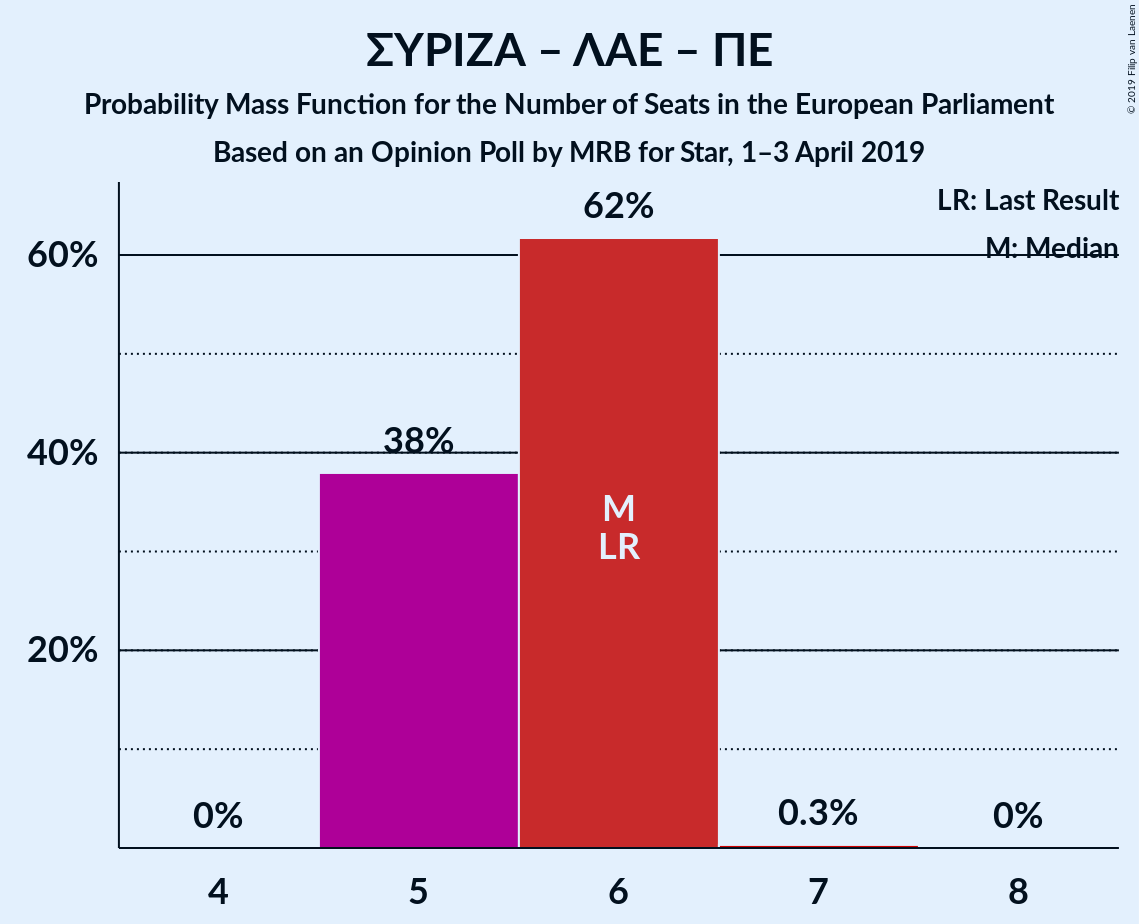 ΣΥΡΙΖΑ – ΛΑΕ – ΠΕ
Probability Mass Function for the Number of Seats in the European Parliament
Based on an Opinion Poll by MRB for Star, 1–3 April 2019
© 2019 Filip van Laenen
LR: Last Result
M: Median
60%
40%
20%
0%
38%
62%
M
LR
0.3%
0%
4
5
6
7
8